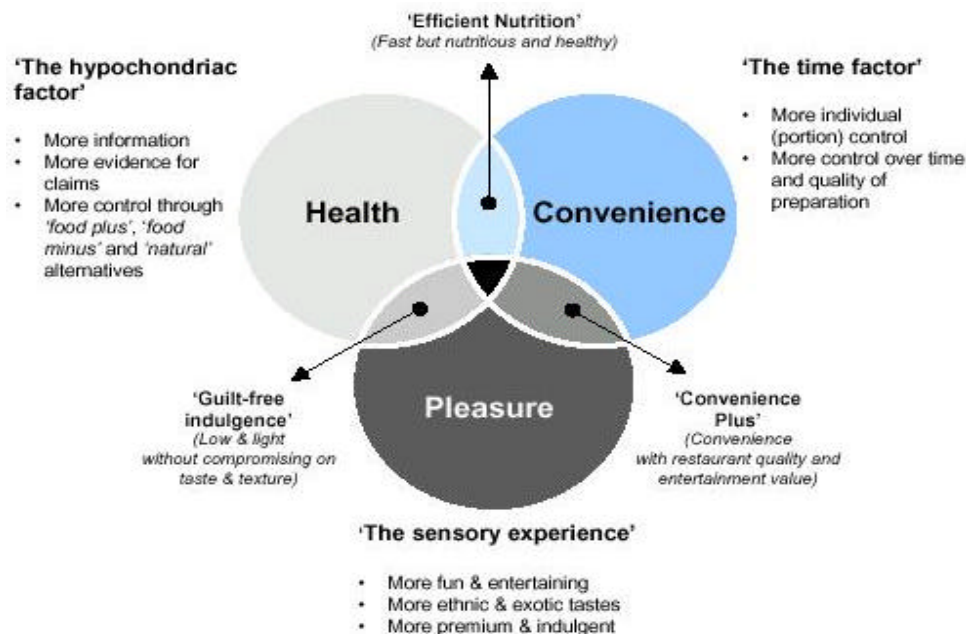 ‘Efficient Nutrition’
(Fast but nutritious and healthy)
‘The hypochondriac
factor’
• More information
• More evidence for
claims
• More control through
‘food plus’, ‘food
minus’ and ‘natural’
alternatives
‘The time factor’
• More individual
(portion) control
• More control over time
and quality of
preparation
Health
Convenience
Pleasure
‘Guilt-free
indulgence’
(Low & light
without compromising on
taste & texture)
‘Convenience
Plus’
(Convenience
with restaurant quality and
entertainment value)
‘The sensory experience’
• More fun & entertaining
• More ethnic & exotic tastes
• More premium & indulgent